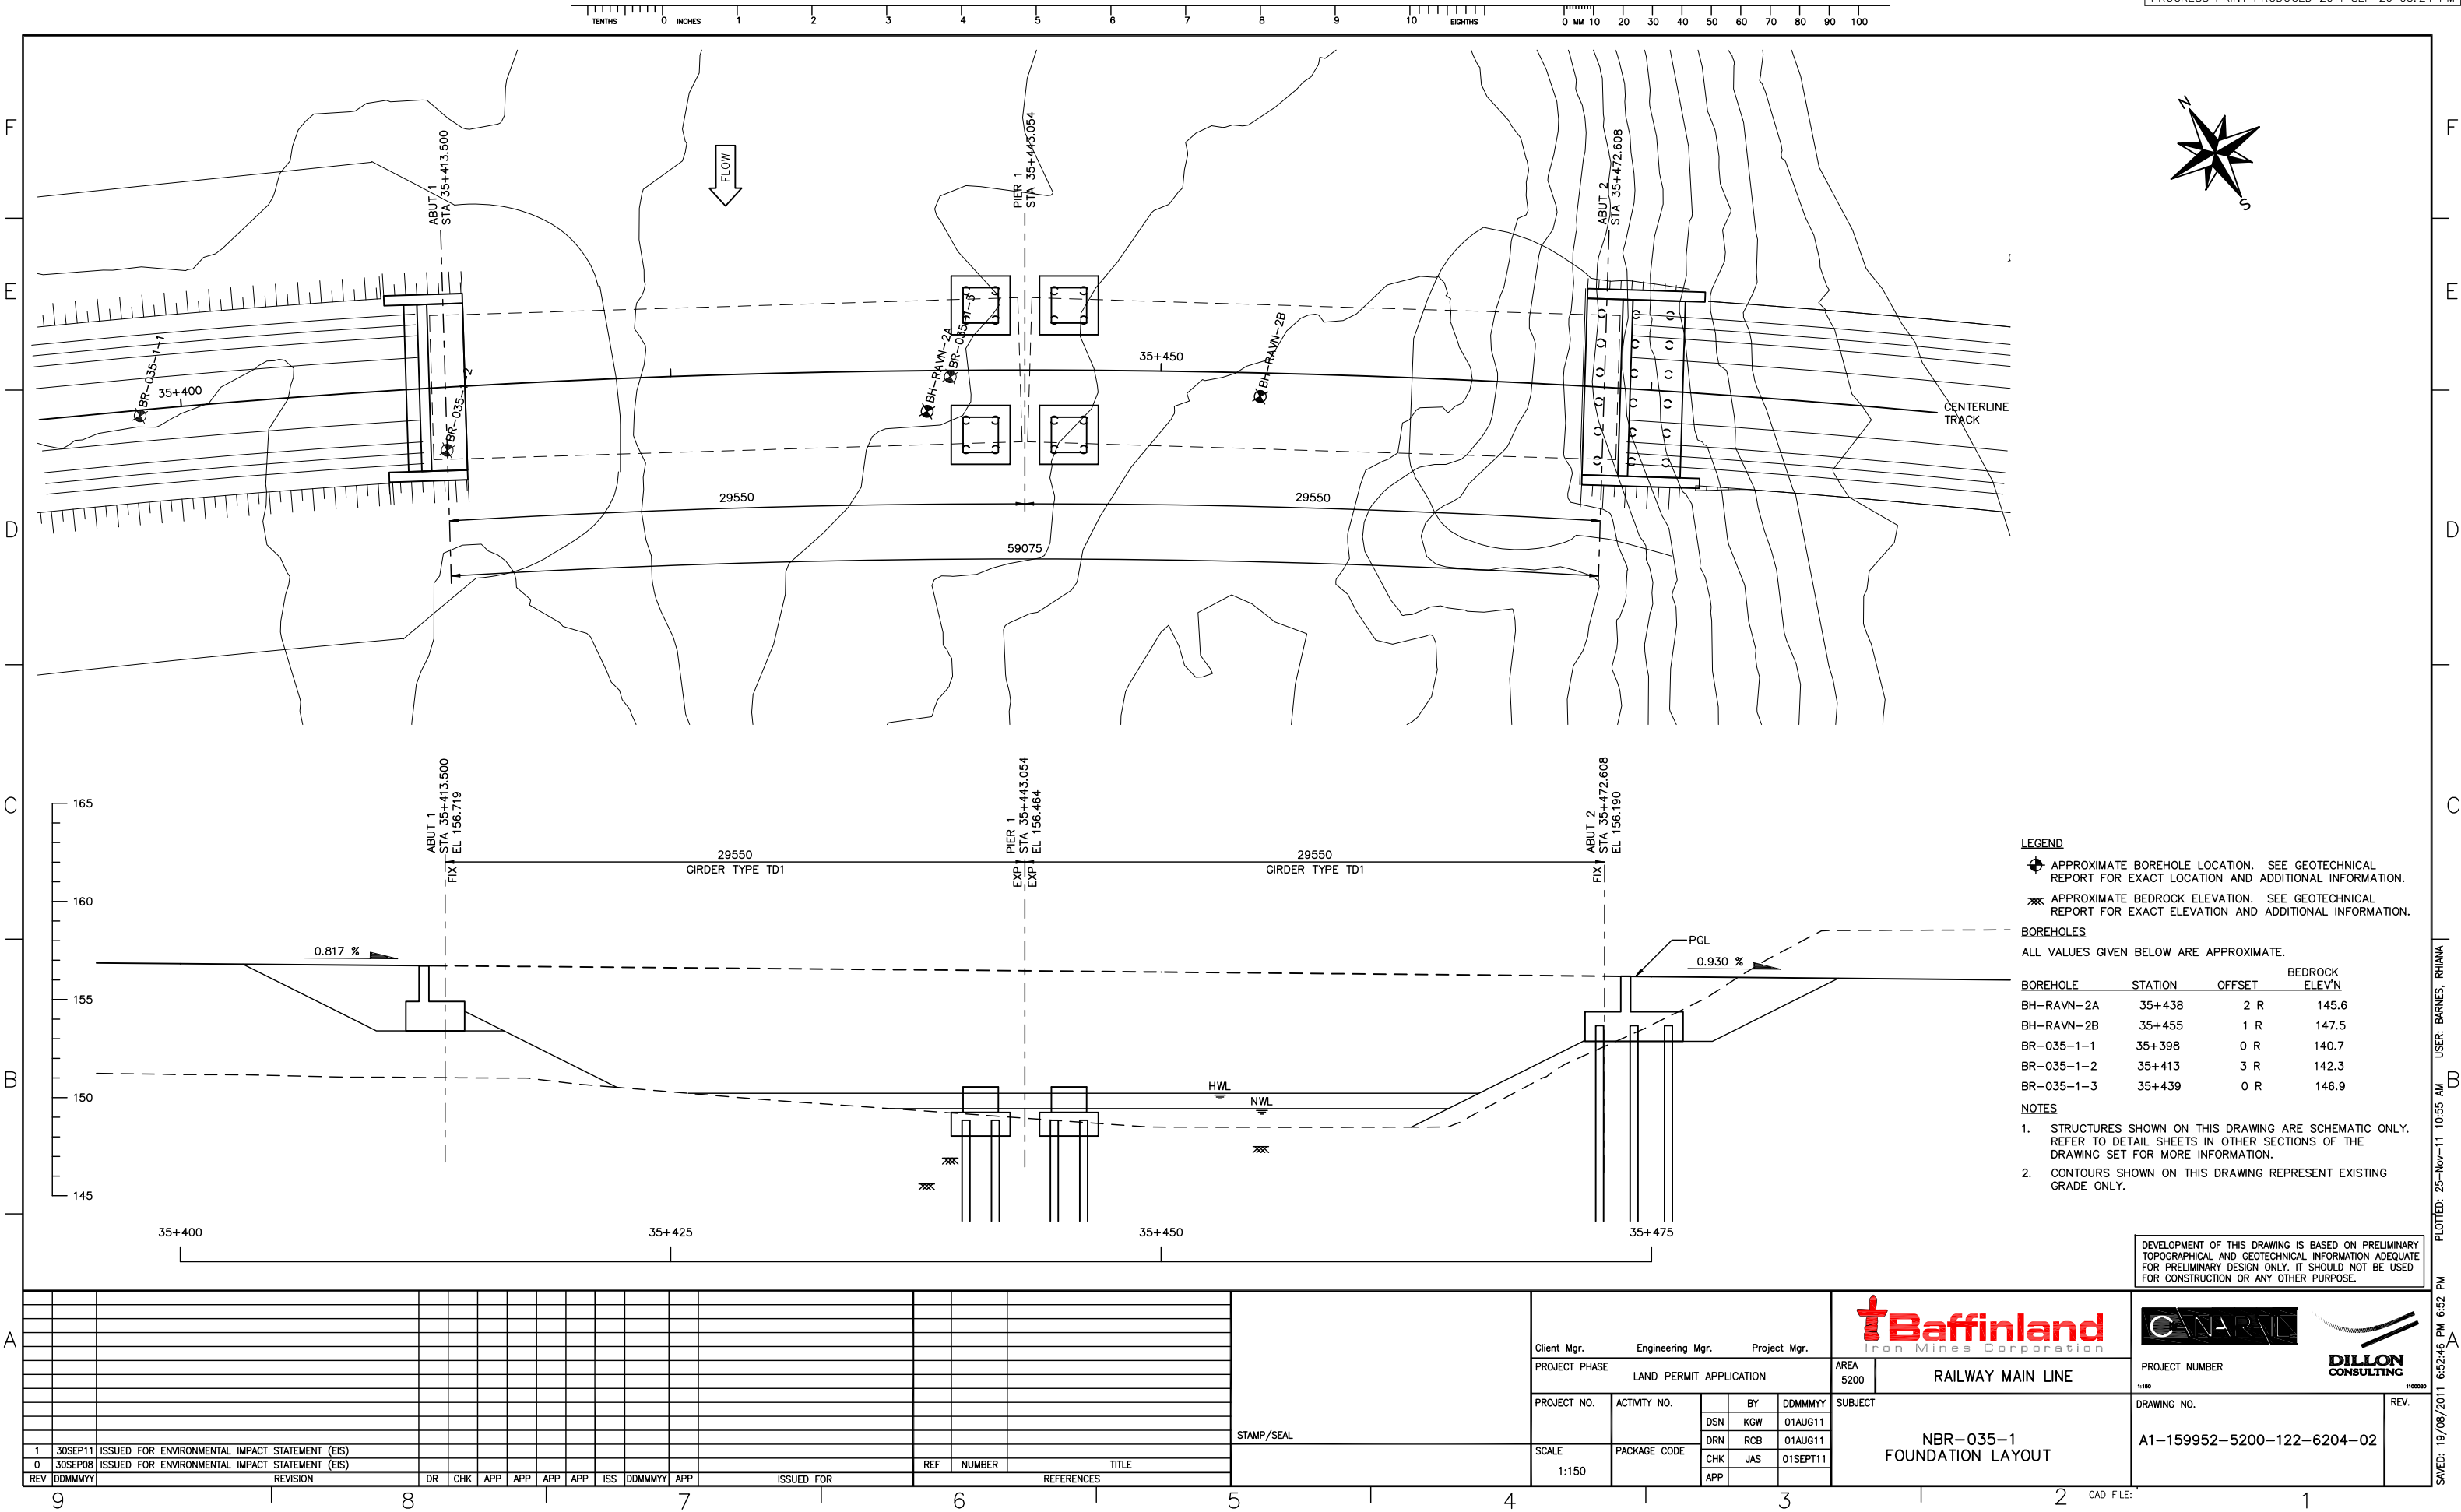 TENTHS 0 INCHES 1 2 3 4 5 6 7 8 9 10 EIGHTHS 0 MM 10 20 30 40 50 60 70 80 90 100
F
F
E
E
D
D
C
C
B
B
A
A
N
S
FLOW
ABUT 1
STA 35+413.500
PIER 1
STA 35+443.054
ABUT 2
STA 35+472.608
BR-035-1-1
BR-035-1-2
BH-RAVN-2A
BR-035-1-3
BH-RAVN-2B
35+400
35+450
CENTERLINE
TRACK
29550
29550
59075
165
160
155
150
145
ABUT 1
STA 35+413.500
EL 156.719
FIX
PIER 1
STA 35+443.054
EL 156.464
EXP
EXP
ABUT 2
STA 35+472.608
EL 156.190
FIX
29550
GIRDER TYPE TD1
29550
GIRDER TYPE TD1
0.817 %
PGL
0.930 %
HWL
NWL
35+400
35+425
35+450
35+475
LEGEND
APPROXIMATE BOREHOLE LOCATION. SEE GEOTECHNICAL
REPORT FOR EXACT LOCATION AND ADDITIONAL INFORMATION.
APPROXIMATE BEDROCK ELEVATION. SEE GEOTECHNICAL
REPORT FOR EXACT ELEVATION AND ADDITIONAL INFORMATION.
BOREHOLES
ALL VALUES GIVEN BELOW ARE APPROXIMATE.
BEDROCK
BOREHOLE STATION OFFSET ELEV'N
BH-RAVN-2A 35+438 2 R 145.6
BH-RAVN-2B 35+455 1 R 147.5
BR-035-1-1 35+398 0 R 140.7
BR-035-1-2 35+413 3 R 142.3
BR-035-1-3 35+439 0 R 146.9
NOTES
1. STRUCTURES SHOWN ON THIS DRAWING ARE SCHEMATIC ONLY.
REFER TO DETAIL SHEETS IN OTHER SECTIONS OF THE
DRAWING SET FOR MORE INFORMATION.
2. CONTOURS SHOWN ON THIS DRAWING REPRESENT EXISTING
GRADE ONLY.
DEVELOPMENT OF THIS DRAWING IS BASED ON PRELIMINARY
TOPOGRAPHICAL AND GEOTECHNICAL INFORMATION ADEQUATE
FOR PRELIMINARY DESIGN ONLY. IT SHOULD NOT BE USED
FOR CONSTRUCTION OR ANY OTHER PURPOSE.
SAVED: 19/08/2011 6:52:46 PM 6:52 PM PLOTTED: 25-Nov-11 10:55 AM USER: BARNES, RHIANA
1 30SEP11 ISSUED FOR ENVIRONMENTAL IMPACT STATEMENT (EIS)
0 30SEP08 ISSUED FOR ENVIRONMENTAL IMPACT STATEMENT (EIS)
REV DDMMMYY REVISION DR CHK APP APP APP APP ISS DDMMMYY APP ISSUED FOR
REF NUMBER TITLE
REFERENCES
STAMP/SEAL
Client Mgr. Engineering Mgr. Project Mgr.
PROJECT PHASE
LAND PERMIT APPLICATION
PROJECT NO. ACTIVITY NO.
SCALE
1:150
PACKAGE CODE
BY DDMMMYY
DSN KGW 01AUG11
DRN RCB 01AUG11
CHK JAS 01SEPT11
APP
Baffinland
Iron Mines Corporation
AREA
5200
RAILWAY MAIN LINE
SUBJECT
NBR-035-1
FOUNDATION LAYOUT
CANARAIL
DILLON
CONSULTING
PROJECT NUMBER
1:150
1100020
DRAWING NO.
A1-159952-5200-122-6204-02
REV.
9 8 7 6 5 4 3 2 1
CAD FILE: